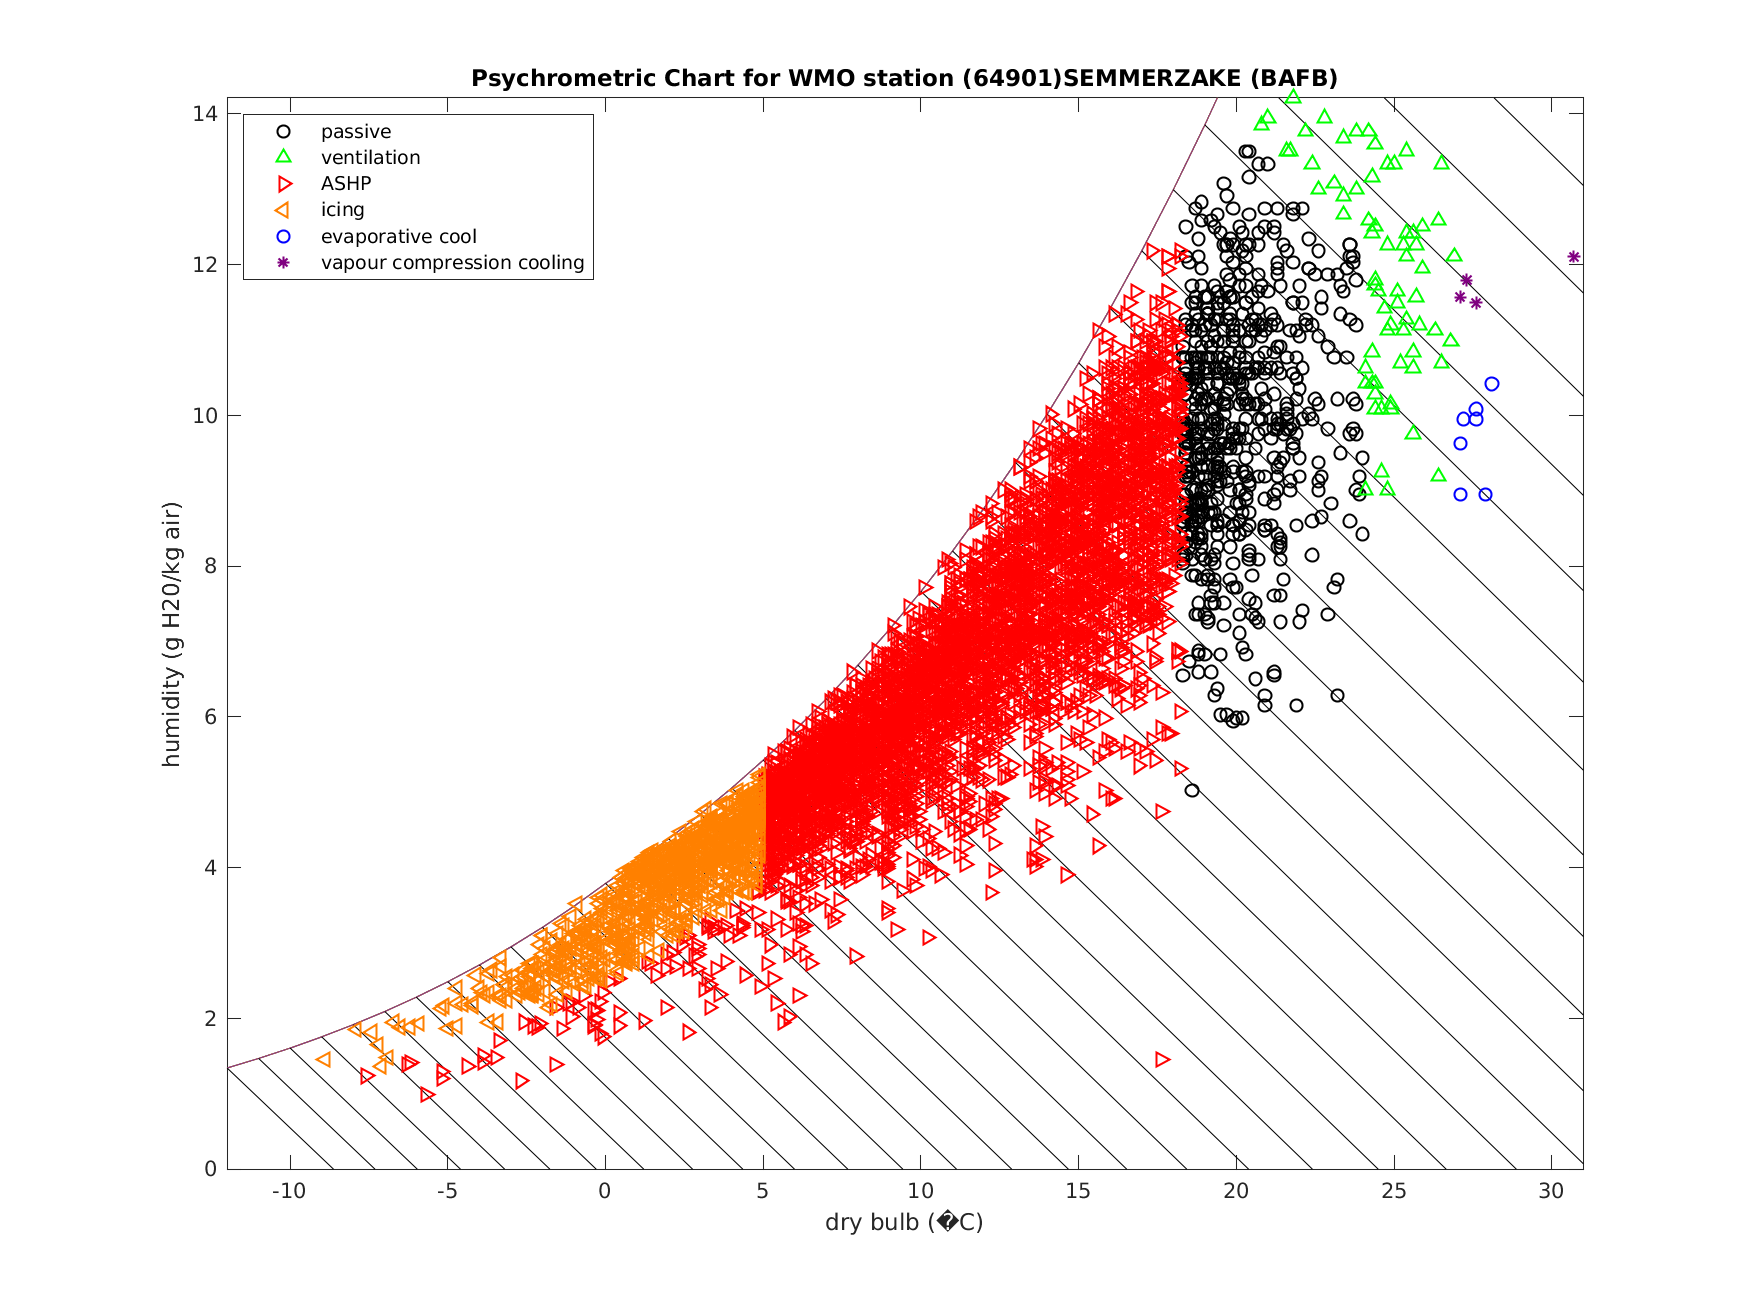 Psychrometric Chart for WMO station (64901)SEMMERZAKE (BAFB)
passive
ventilation
ASHP
icing
evaporative cool
vapour compression cooling
humidity (g H20/kg air)
14
12
10
8
6
4
2
0
-10 -5 0 5 10 15 20 25 30
dry bulb (�C)